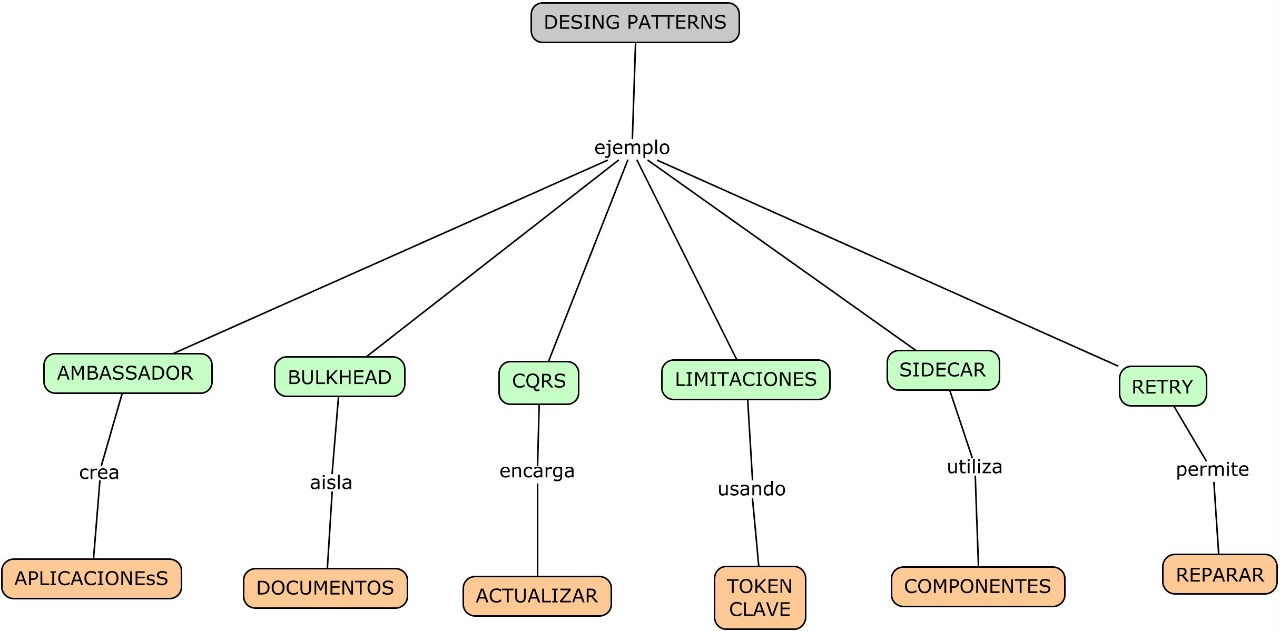 DESING PATTERNS
ejemplo
AMBASSADOR
BULKHEAD
CQRS
LIMITACIONES
SIDECAR
RETRY
crea
aisla
encarga
usando
utiliza
permite
APLICACIONEsS
DOCUMENTOS
ACTUALIZAR
TOKEN
CLAVE
COMPONENTES
REPARAR